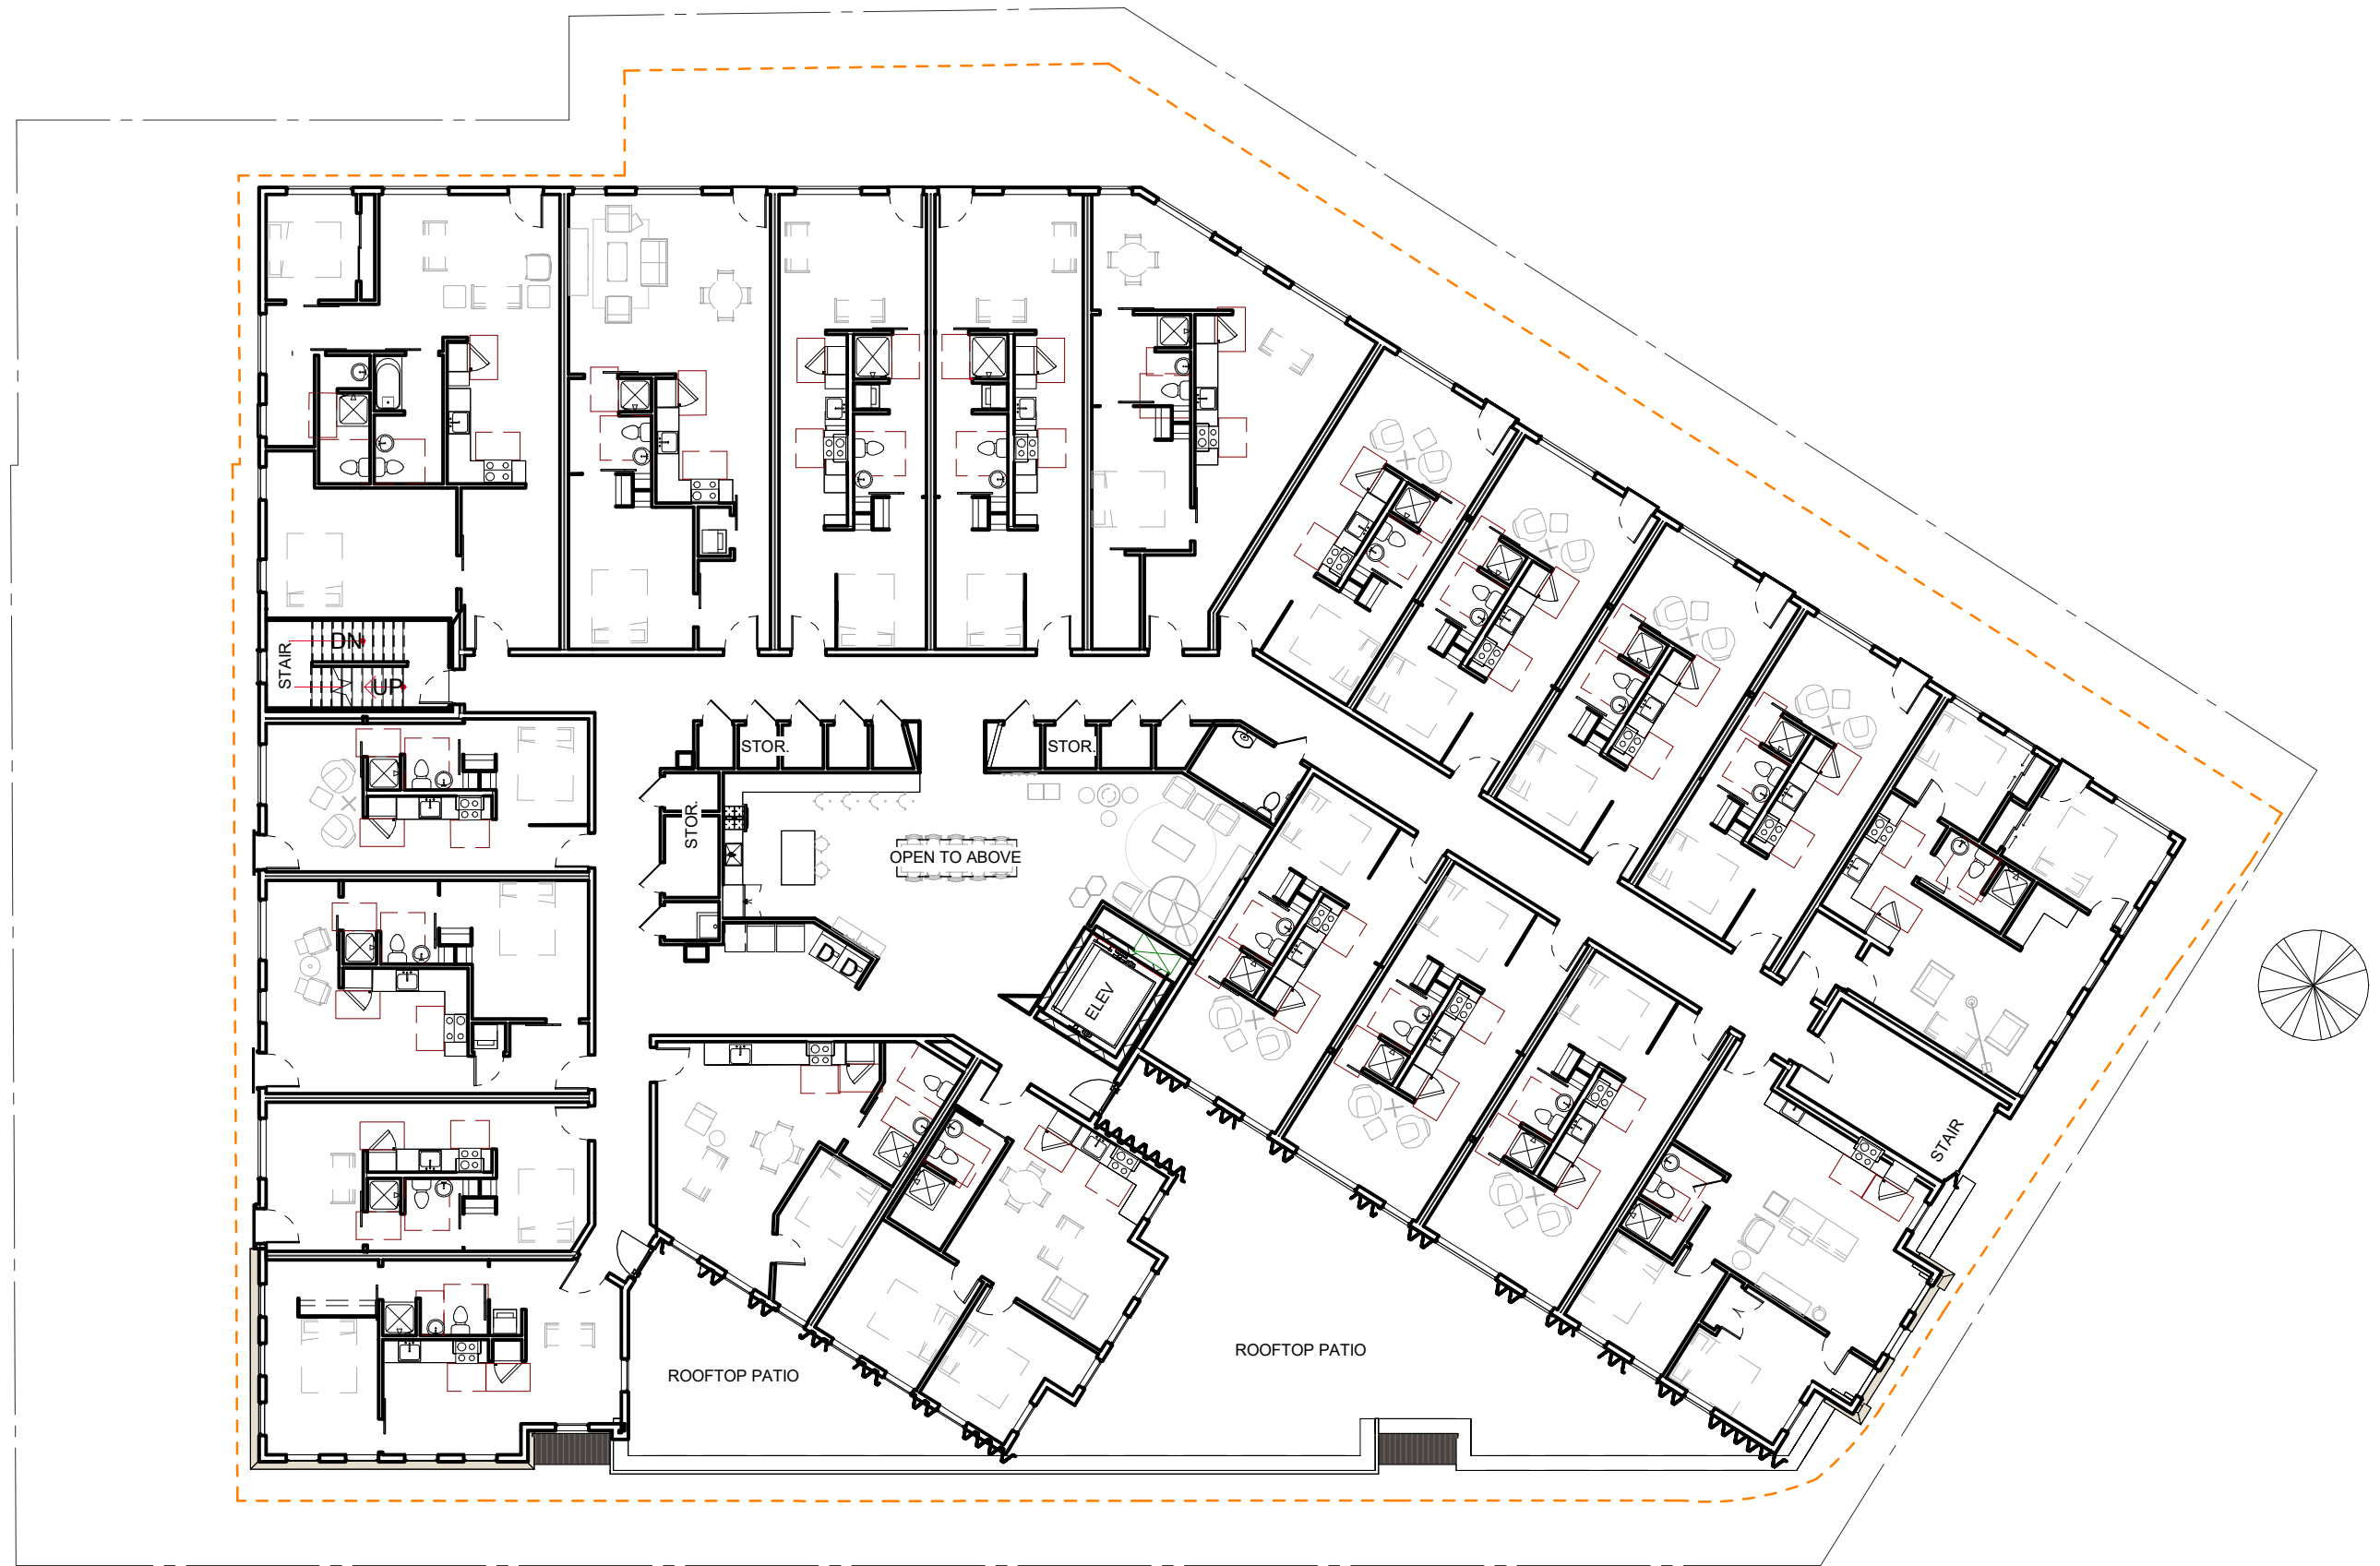 DN
STAIR
UP
STOR.
STOR.
STOR.
OPEN TO ABOVE
D
D
ELEV
STAIR
ROOFTOP PATIO
ROOFTOP PATIO